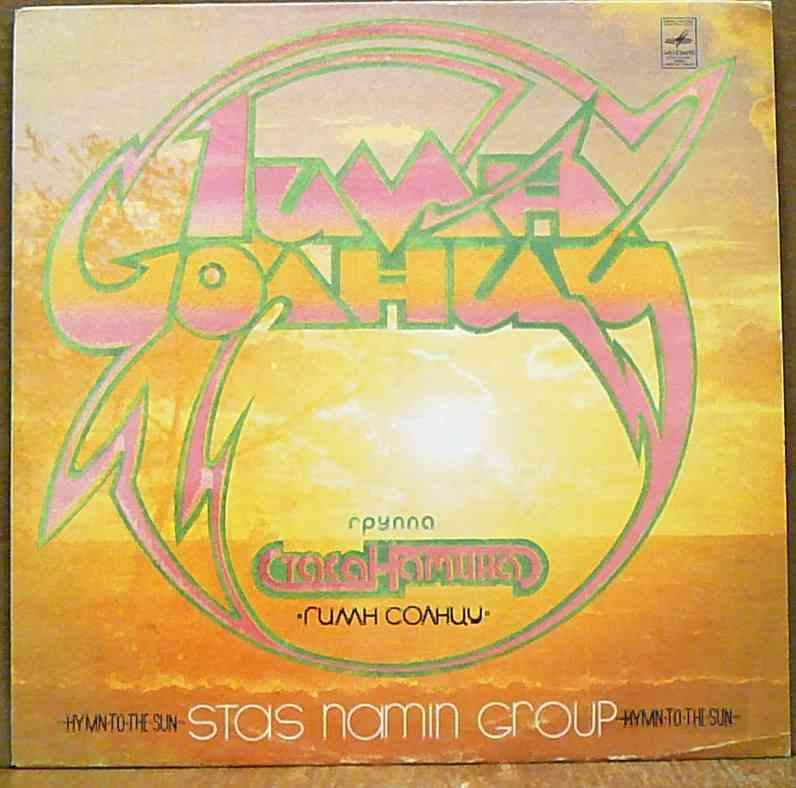 Гимн
Солнцу
группа
Стаса Намина
·ГИМН СОЛНЦУ·
-HYMN·TO·THE·SUN- Stas Namin Group -HYMN·TO·THE·SUN-